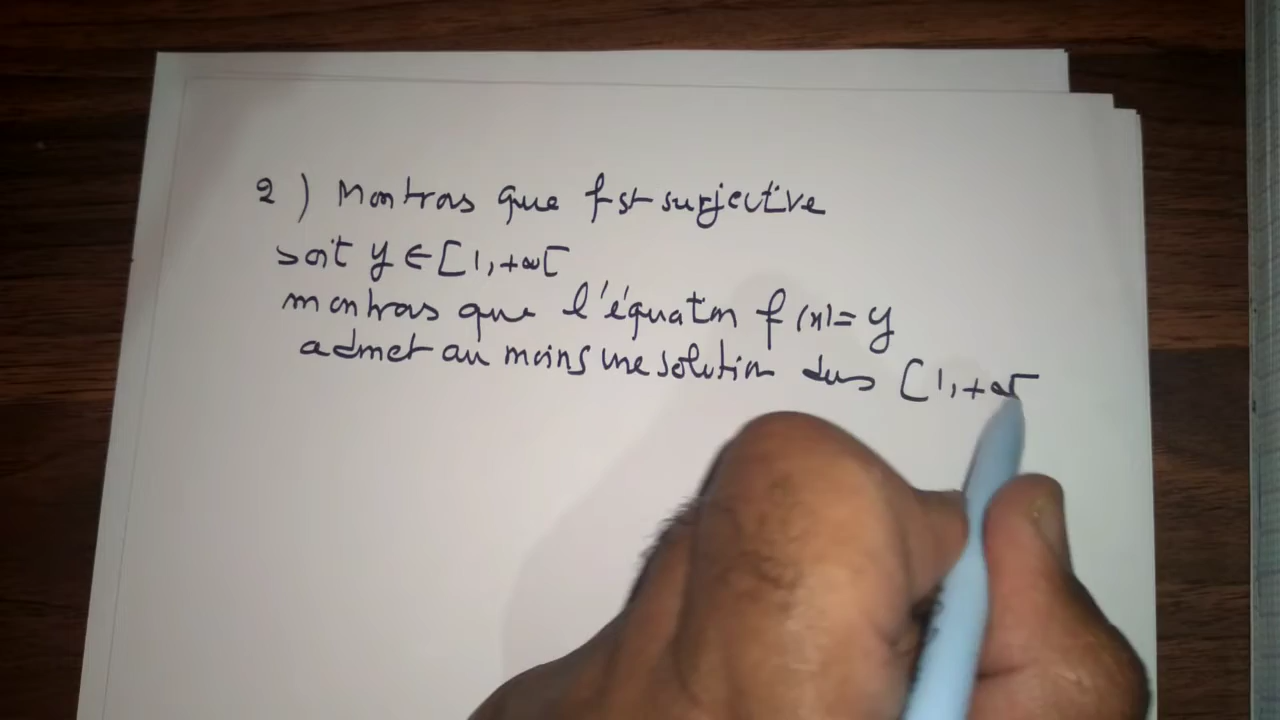 2) Montrons que f est surjective
soit y ∈ [1,+∞[
montrons que l'équation f(x)=y
admet au moins une solution dans [1,+∞[